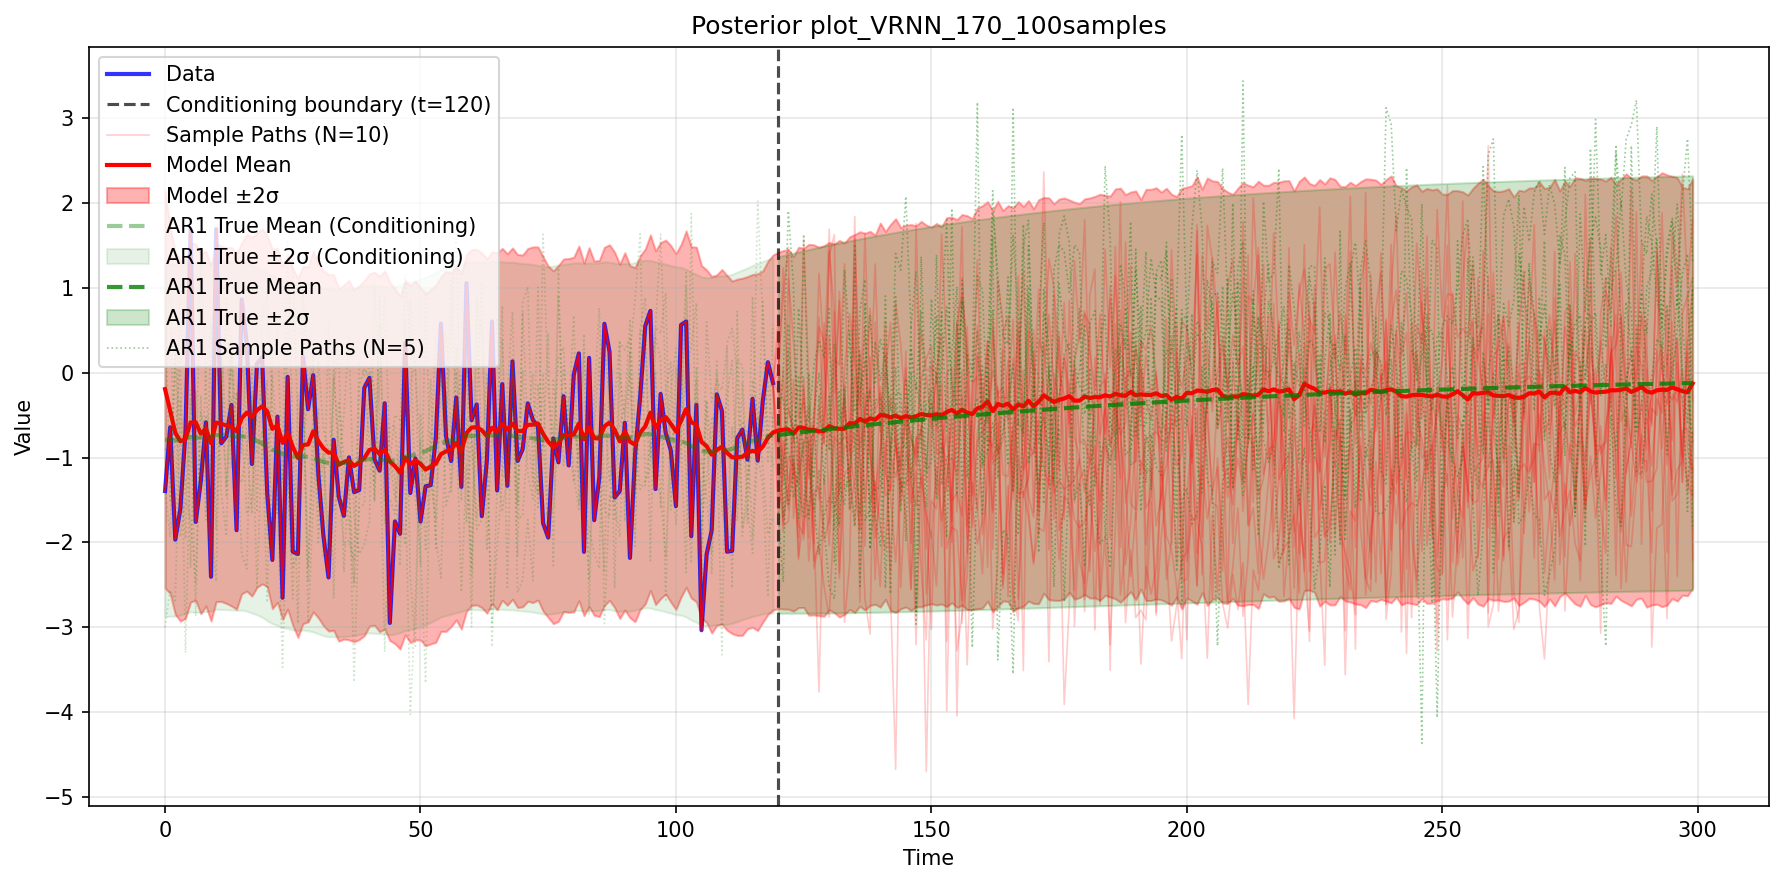 Posterior plot_VRNN_170_100samples
Data
Conditioning boundary (t=120)
Sample Paths (N=10)
Model Mean
Model ±2σ
AR1 True Mean (Conditioning)
AR1 True ±2σ (Conditioning)
AR1 True Mean
AR1 True ±2σ
AR1 Sample Paths (N=5)
3
2
1
0
−1
−2
−3
−4
−5
Value
0
50
100
150
200
250
300
Time